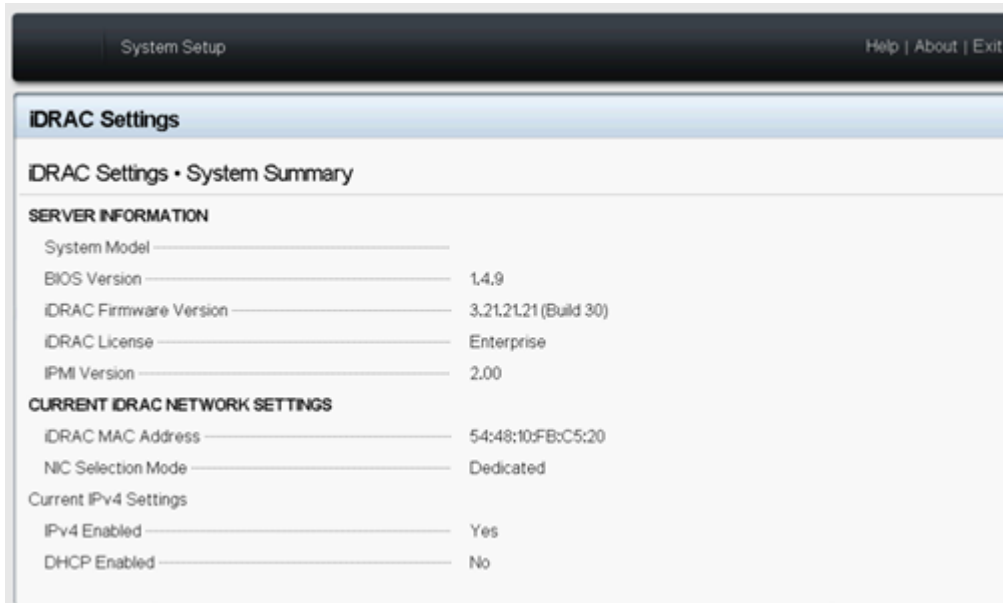 System Setup
Help | About | Exit
iDRAC Settings
iDRAC Settings • System Summary
SERVER INFORMATION
System Model
BIOS Version 1.4.9
iDRAC Firmware Version 3.21.21.21 (Build 30)
iDRAC License Enterprise
IPMI Version 2.00
CURRENT iDRAC NETWORK SETTINGS
iDRAC MAC Address 54:48:10:FB:C5:20
NIC Selection Mode Dedicated
Current IPv4 Settings
IPv4 Enabled Yes
DHCP Enabled No